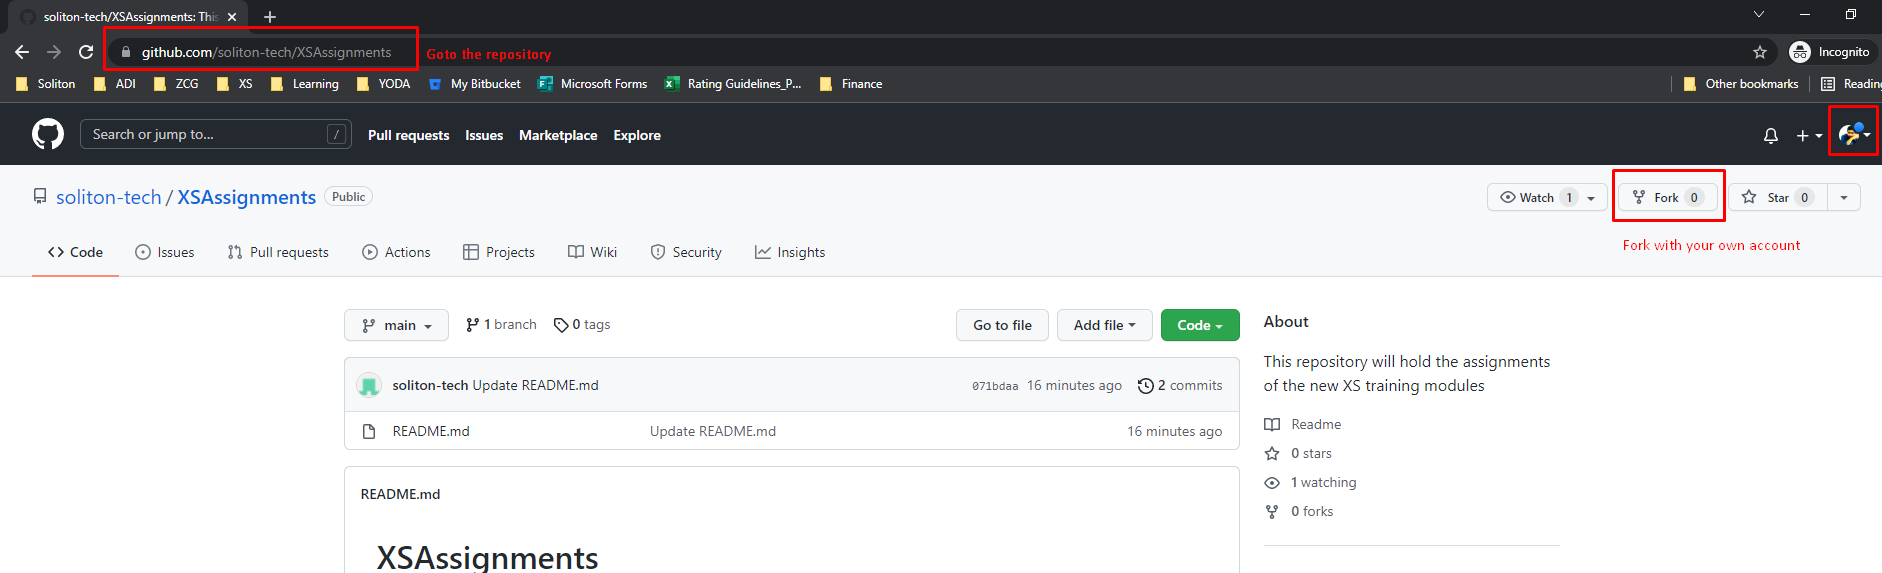 soliton-tech/XSAssignments: This
github.com/soliton-tech/XSAssignments
Goto the repository
Incognito
Soliton ADI ZCG XS Learning YODA My Bitbucket Microsoft Forms Rating Guidelines_P... Finance Other bookmarks Reading
Search or jump to... / Pull requests Issues Marketplace Explore
soliton-tech / XSAssignments Public Watch 1 Fork 0 Star 0
Fork with your own account
Code Issues Pull requests Actions Projects Wiki Security Insights
main 1 branch 0 tags Go to file Add file Code
soliton-tech Update README.md 071bdaa 16 minutes ago 2 commits
README.md Update README.md 16 minutes ago
README.md
XSAssignments
About
This repository will hold the assignments
of the new XS training modules
Readme
0 stars
1 watching
0 forks